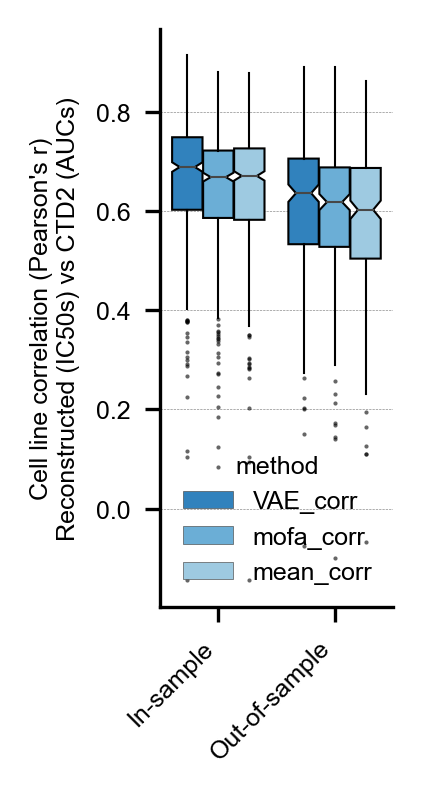 Cell line correlation (Pearson's r)
Reconstructed (IC50s) vs CTD2 (AUCs)
0.8
0.6
0.4
0.2
0.0
method
VAE_corr
mofa_corr
mean_corr
In-sample
Out-of-sample